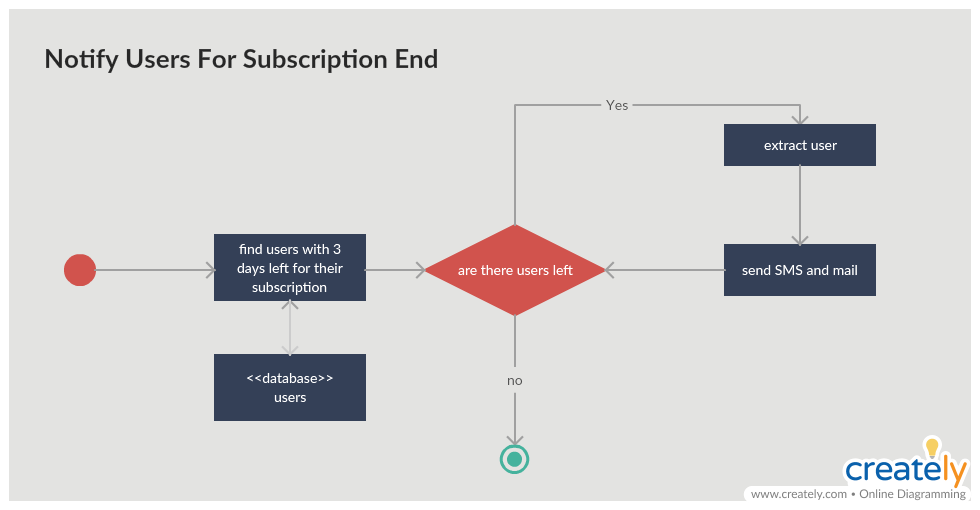 Notify Users For Subscription End
Yes
extract user
find users with 3
days left for their
subscription
are there users left
send SMS and mail
<<database>>
users
no
creately
www.creately.com • Online Diagramming